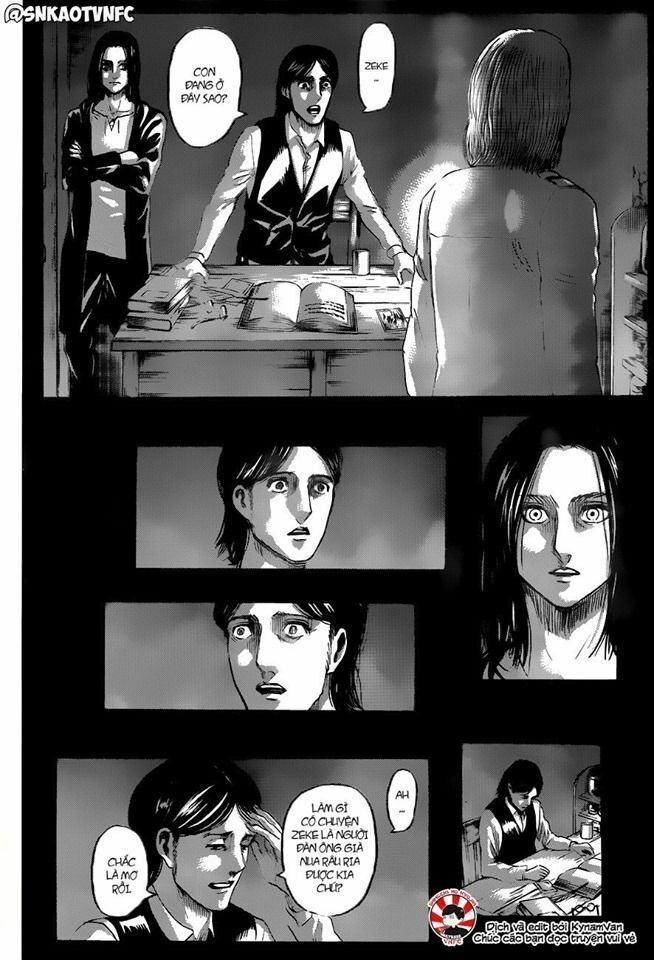 @SNKAOTVNFC
ZEKE
...
CON
ĐANG Ở
ĐÂY SAO?
AH
...
LÀM GÌ
CÓ CHUYỆN
ZEKE LÀ NGƯỜI
ĐÀN ÔNG GIÀ
NUA RÂU RIA
ĐƯỢC KIA
CHỨ?
CHẮC
LÀ MƠ
RỒI.
VNFC
Dịch và edit bởi KynamVan
Chúc các bạn đọc truyện vui vẻ